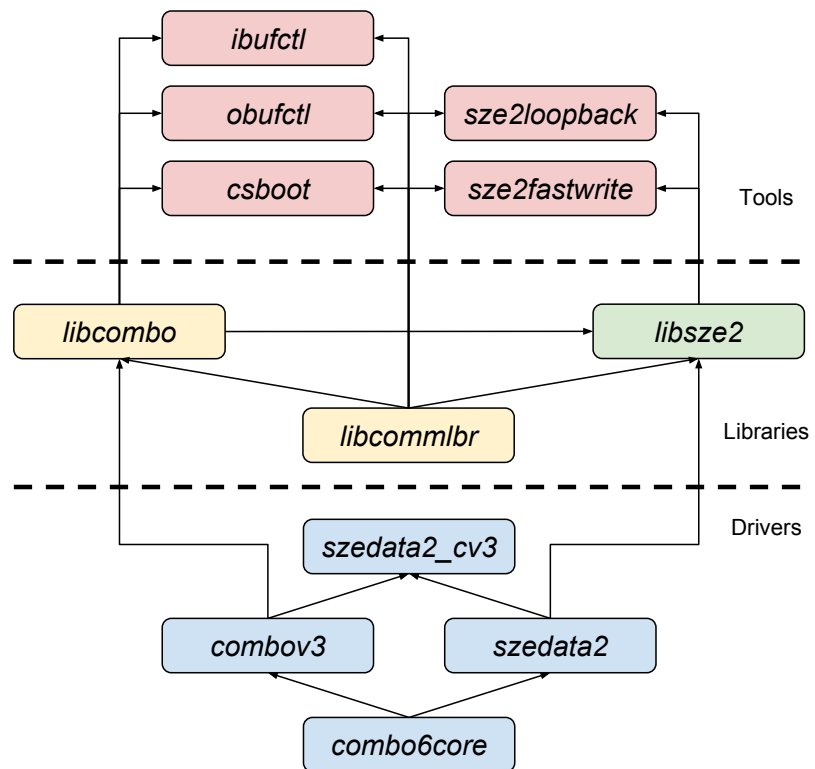 ibufctl
obufctl
sze2loopback
csboot
sze2fastwrite
Tools
libcombo
libsze2
libcommlbr
Libraries
Drivers
szedata2_cv3
combov3
szedata2
combo6core